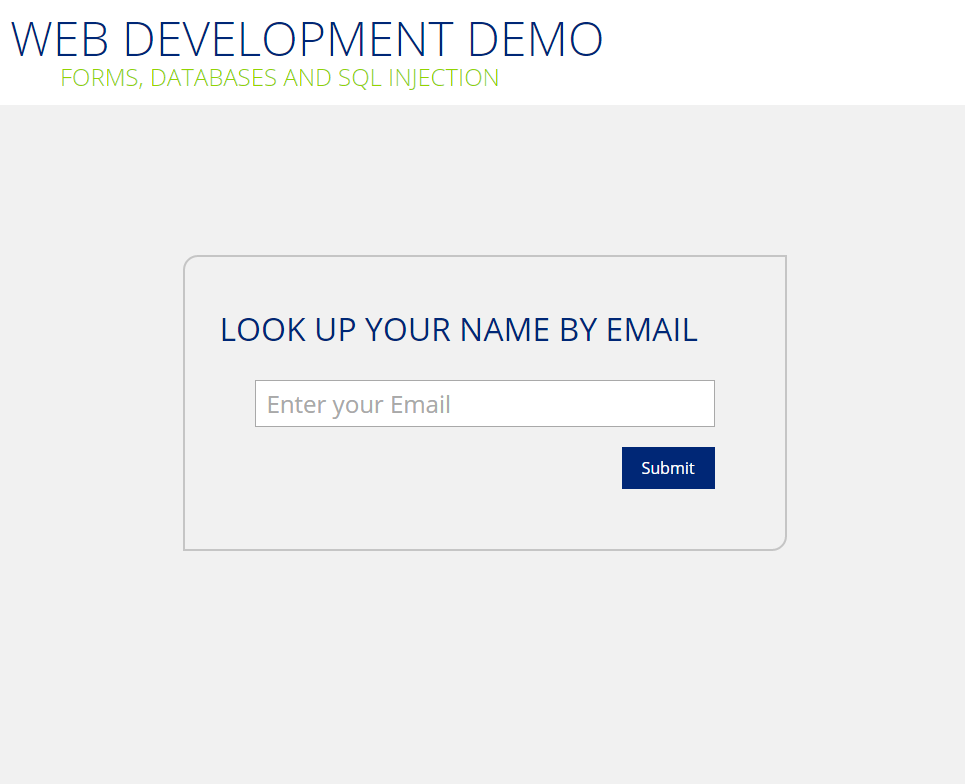 WEB DEVELOPMENT DEMO
FORMS, DATABASES AND SQL INJECTION
LOOK UP YOUR NAME BY EMAIL
Enter your Email
Submit